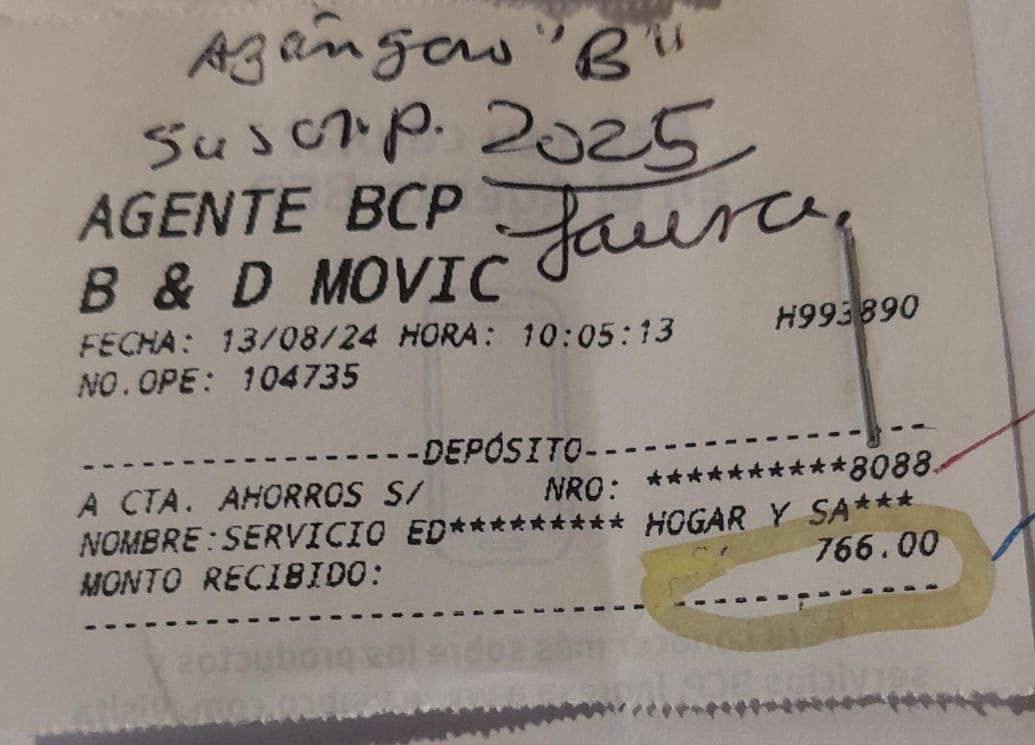 Azángaro "B"
Suscrip. 2025
AGENTE BCP
B & D MOVIC
FECHA: 13/08/24 HORA: 10:05:13 H993890
NO.OPE: 104735
-----------------DEPÓSITO-----------------
A CTA. AHORROS S/ NRO: **********8088
NOMBRE:SERVICIO ED********* HOGAR Y SA***
MONTO RECIBIDO: S/ 766.00